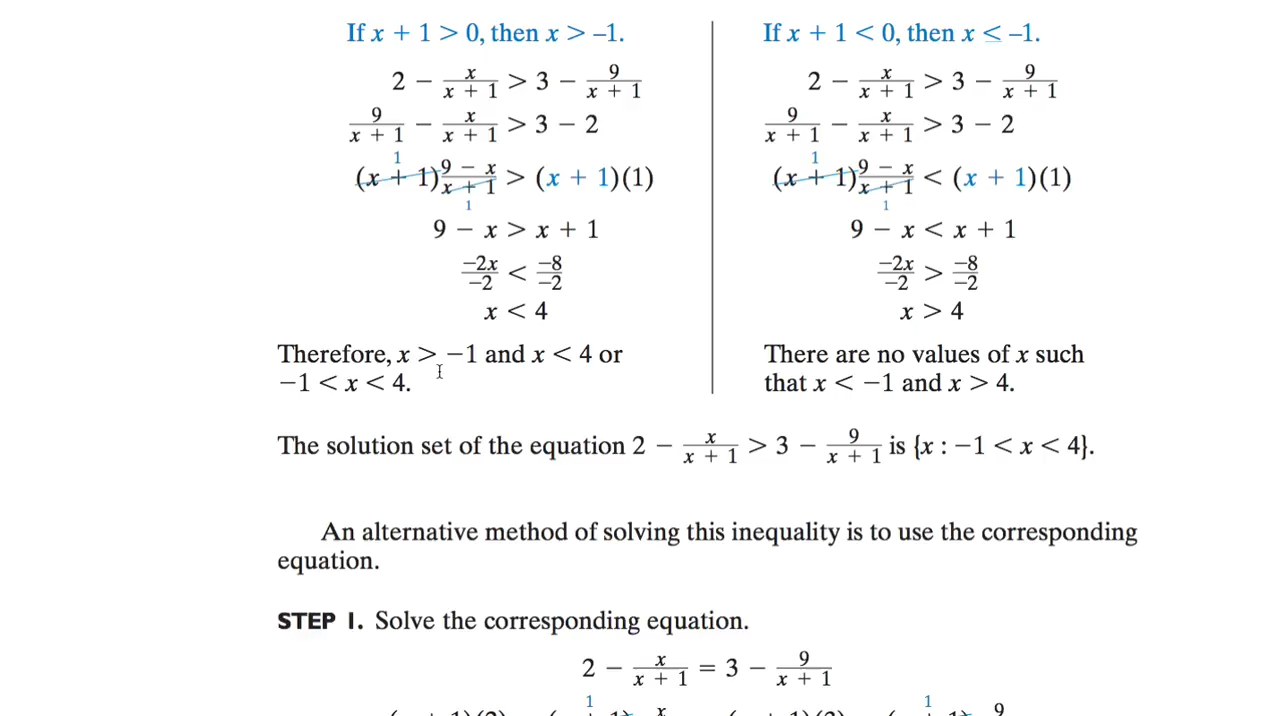 If x + 1 > 0, then x > –1.
2 − x/(x + 1) > 3 − 9/(x + 1)
9/(x + 1) − x/(x + 1) > 3 − 2
1
(x + 1)(9 − x)/(x + 1) > (x + 1)(1)
1
9 − x > x + 1
−2x/−2 < −8/−2
x < 4
Therefore, x > −1 and x < 4 or
−1 < x < 4.
If x + 1 < 0, then x ≤ –1.
2 − x/(x + 1) > 3 − 9/(x + 1)
9/(x + 1) − x/(x + 1) > 3 − 2
1
(x + 1)(9 − x)/(x + 1) < (x + 1)(1)
1
9 − x < x + 1
−2x/−2 > −8/−2
x > 4
There are no values of x such
that x < −1 and x > 4.
The solution set of the equation 2 − x/(x + 1) > 3 − 9/(x + 1) is {x : −1 < x < 4}.
An alternative method of solving this inequality is to use the corresponding
equation.
STEP 1. Solve the corresponding equation.
2 − x/(x + 1) = 3 − 9/(x + 1)